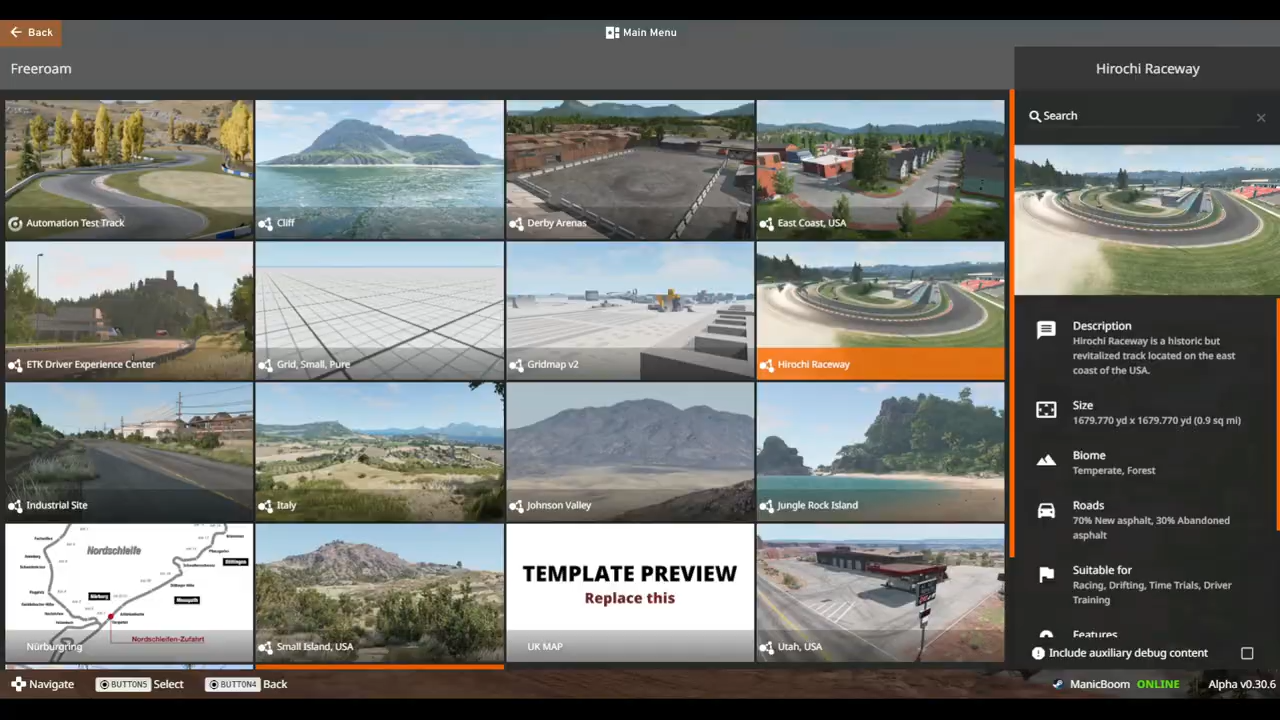 Back
Main Menu
Freeroam
Hirochi Raceway
Search
Automation Test Track
Cliff
Derby Arenas
East Coast, USA
ETK Driver Experience Center
Grid, Small, Pure
Gridmap v2
Hirochi Raceway
Industrial Site
Italy
Johnson Valley
Jungle Rock Island
Nordschleife
Nordschleifen-Zufahrt
Nürburgring
Small Island, USA
TEMPLATE PREVIEW
Replace this
UK MAP
Utah, USA
Description
Hirochi Raceway is a historic but
revitalized track located on the east
coast of the USA.
Size
1679.770 yd x 1679.770 yd (0.9 sq mi)
Biome
Temperate, Forest
Roads
70% New asphalt, 30% Abandoned
asphalt
Suitable for
Racing, Drifting, Time Trials, Driver
Training
Features
Include auxiliary debug content
Navigate
BUTTON5 Select
BUTTON4 Back
ManicBoom ONLINE
Alpha v0.30.6